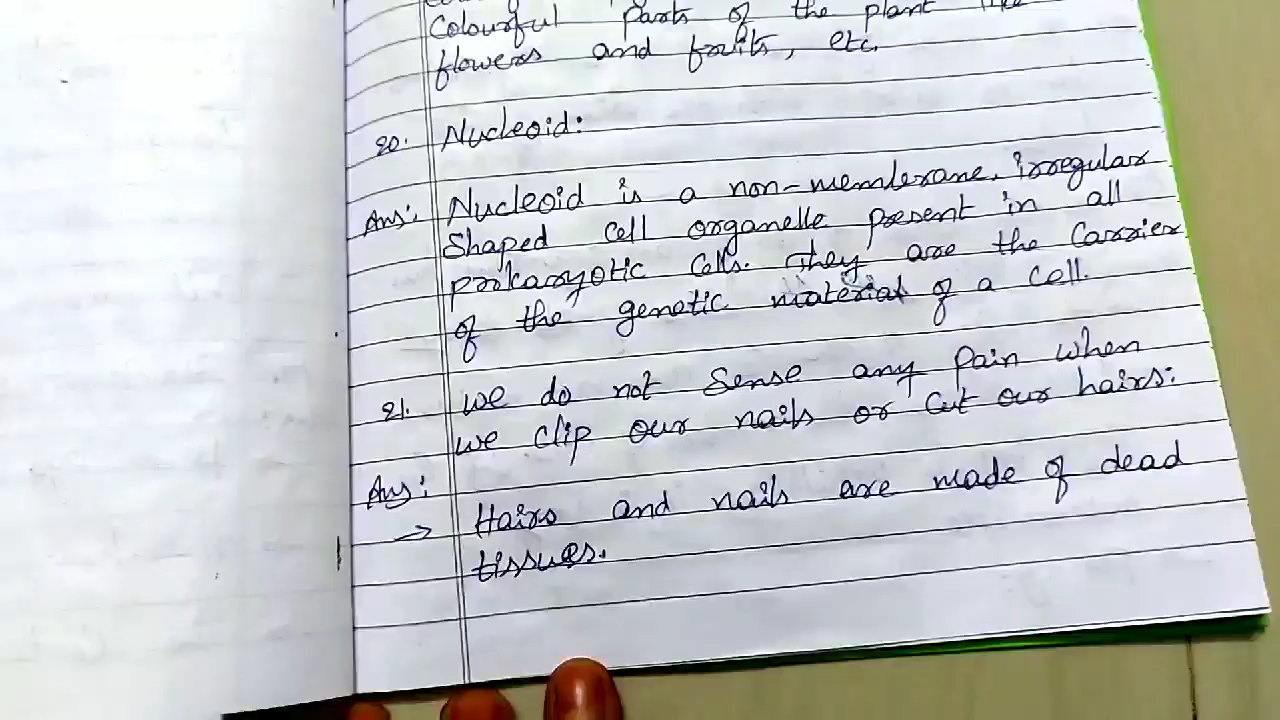 Colourful parts of the plant like
flowers and fruits, etc.
20. Nucleoid:
Ans: Nucleoid is a non-memberane, irregular
Shaped cell organelle present in all
prokaryotic cells. They are the carrier
of the genetic material of a cell.
21. we do not sense any pain when
we clip our nails or cut our hairs:
Ans:
→ Hairs and nails are made of dead
tissues.